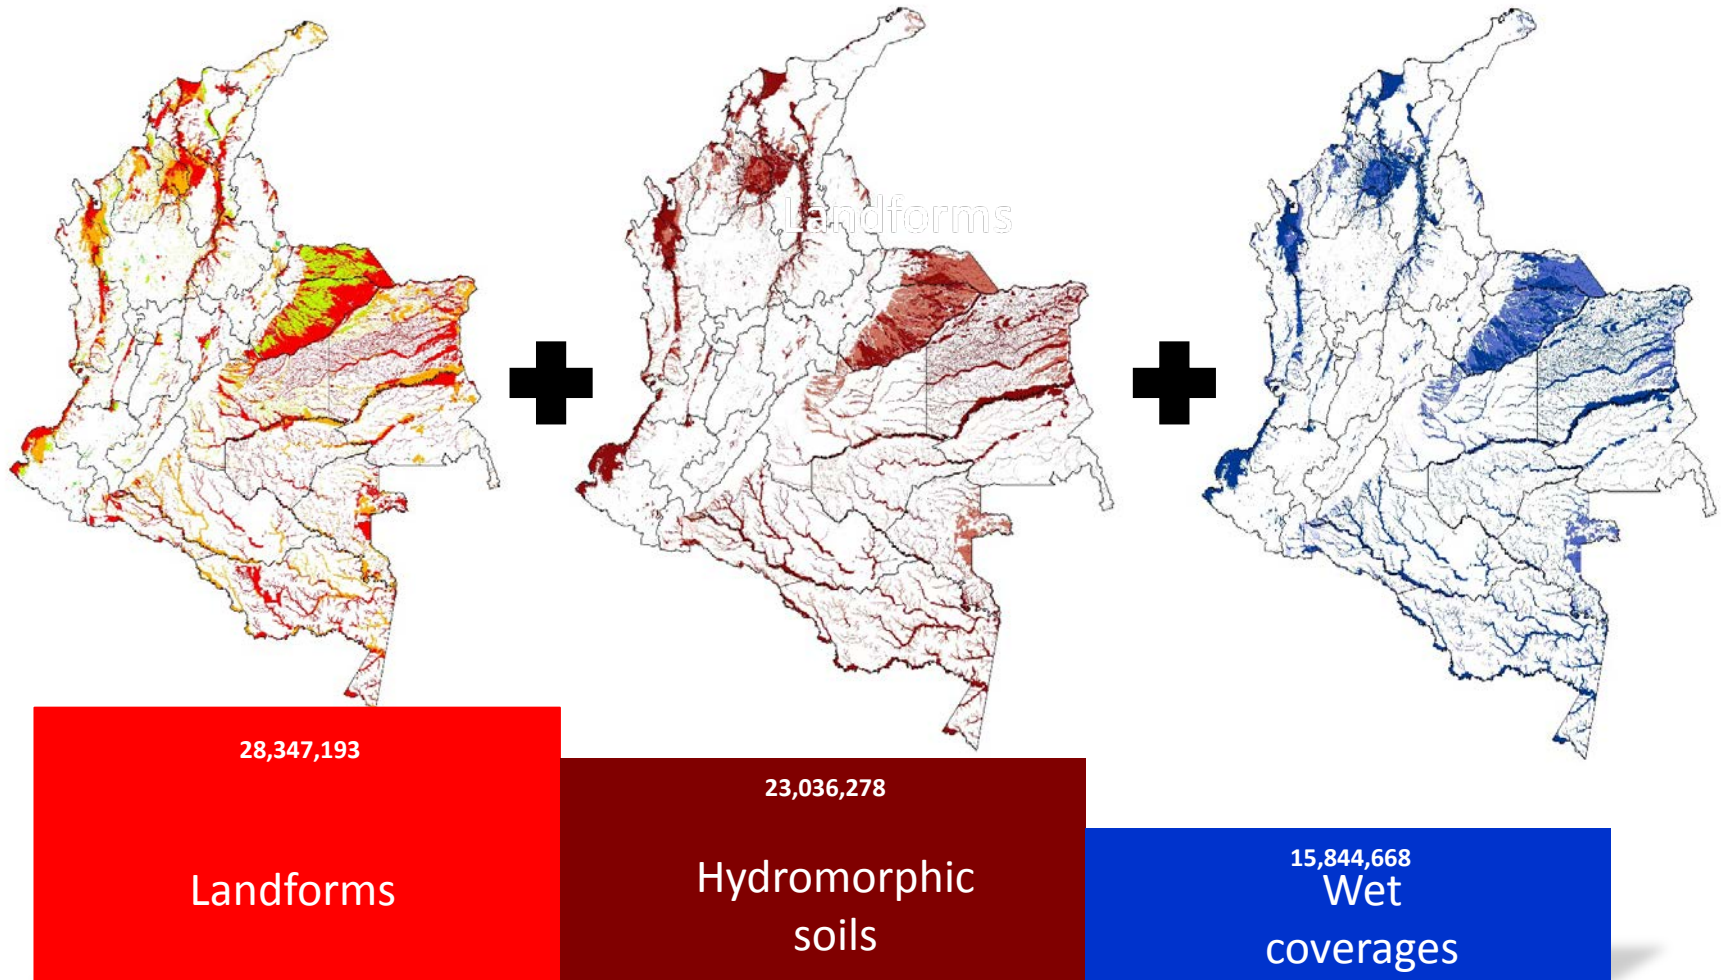 Landforms
28,347,193
Landforms
23,036,278
Hydromorphic
soils
15,844,668
Wet
coverages